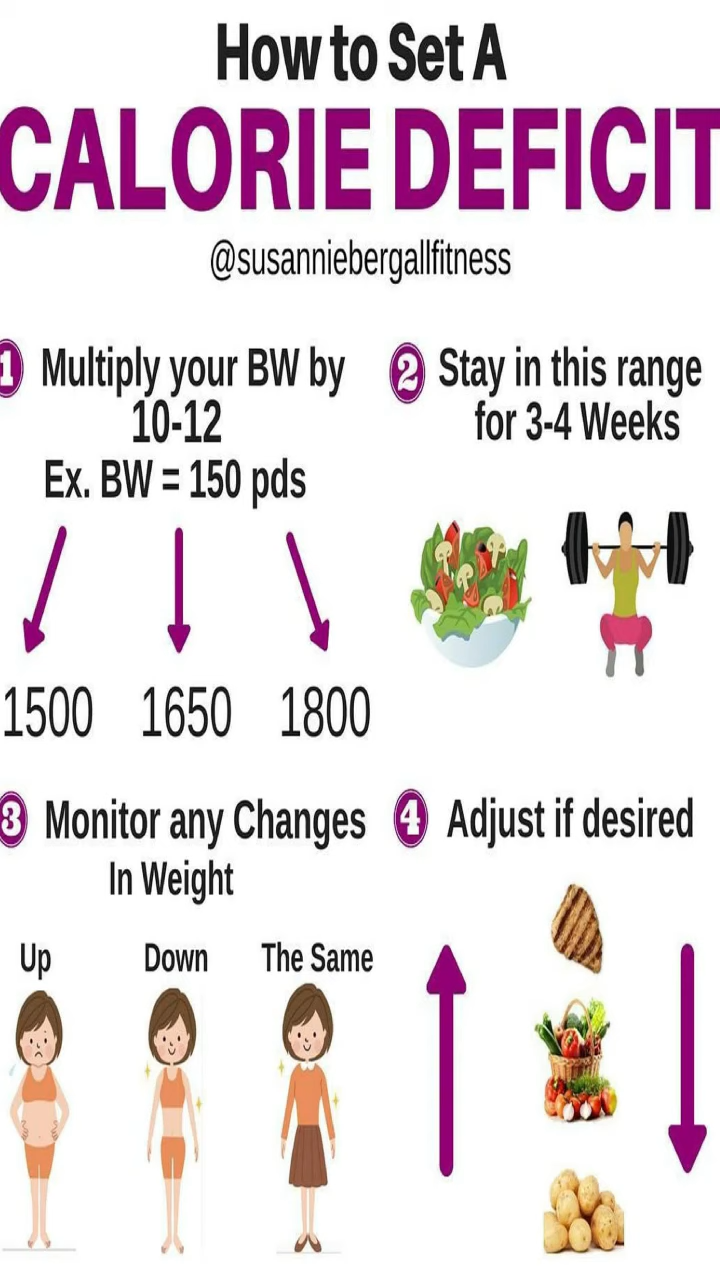 How to Set A
CALORIE DEFICIT
@susanniebergallfitness
1 Multiply your BW by
10-12
Ex. BW = 150 pds
1500 1650 1800
2 Stay in this range
for 3-4 Weeks
3 Monitor any Changes
In Weight
Up Down The Same
4 Adjust if desired